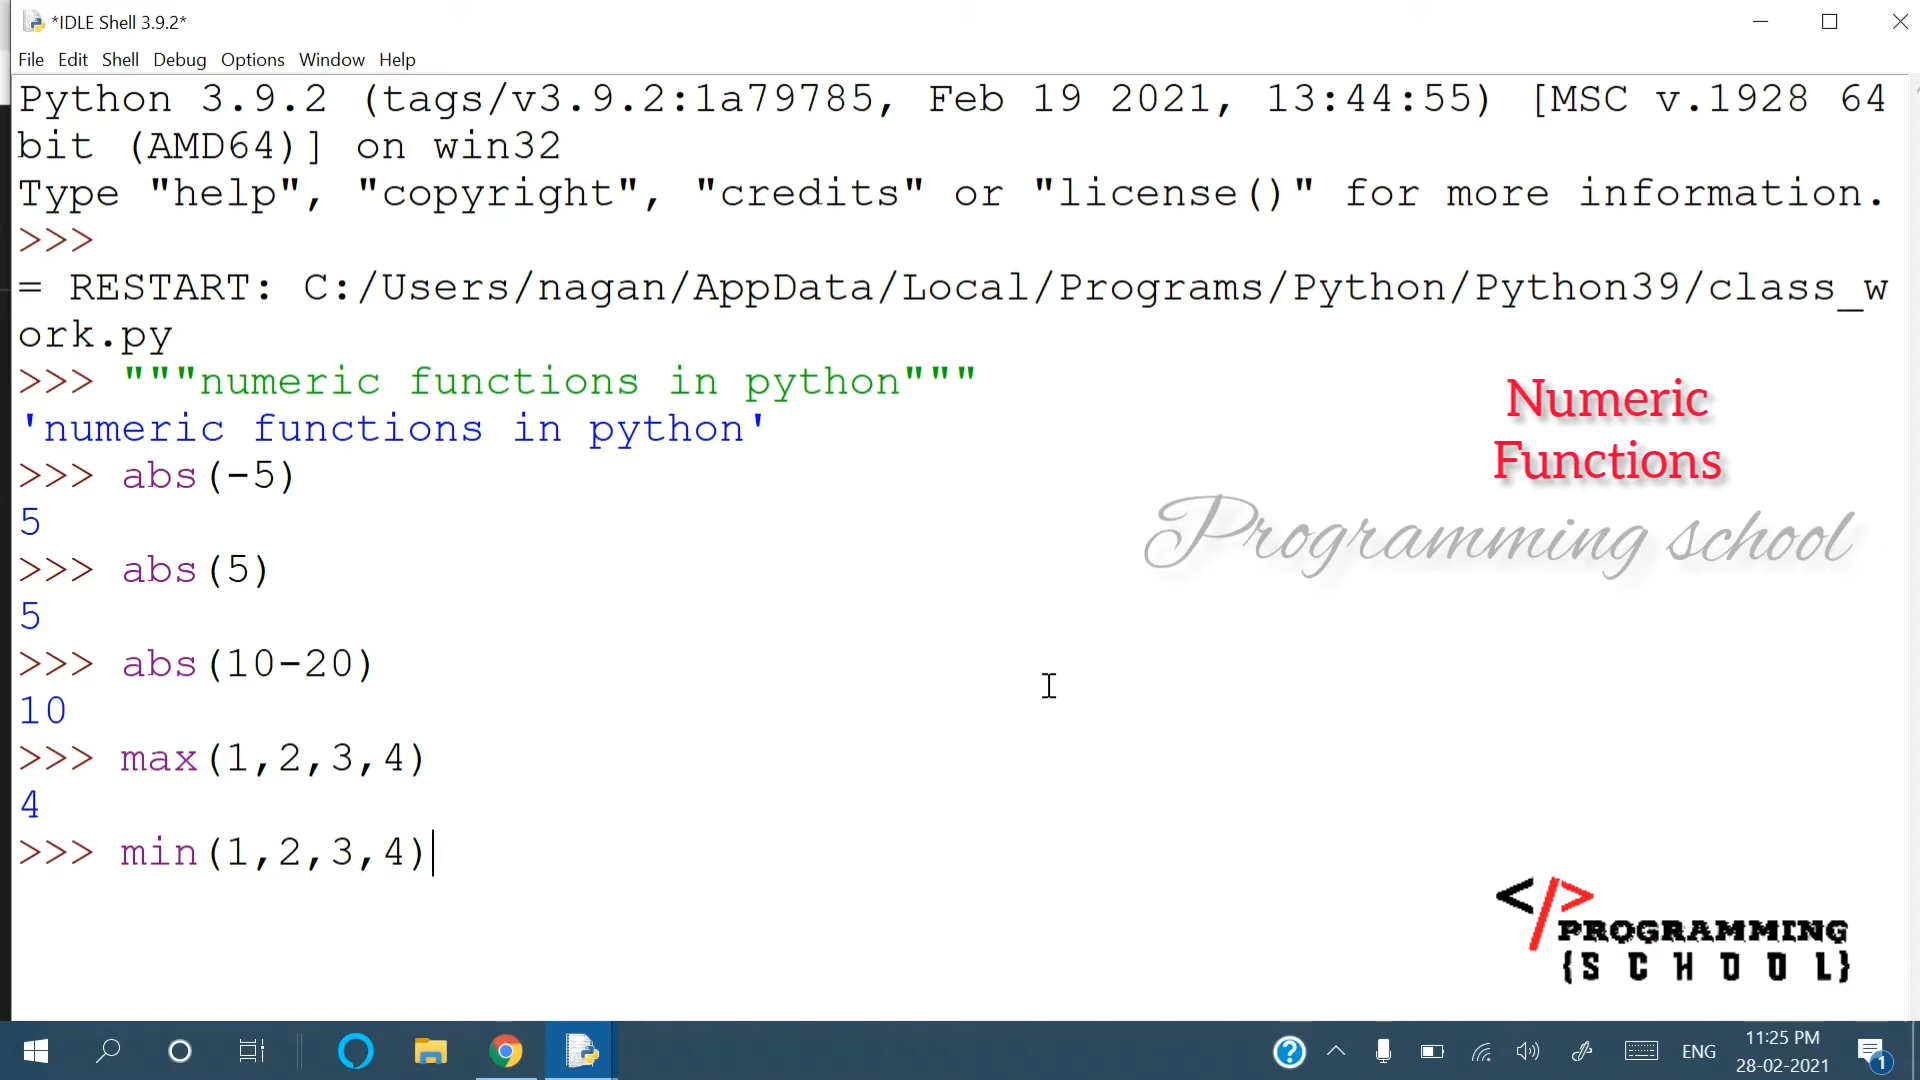 *IDLE Shell 3.9.2*
File Edit Shell Debug Options Window Help
Python 3.9.2 (tags/v3.9.2:1a79785, Feb 19 2021, 13:44:55) [MSC v.1928 64
bit (AMD64)] on win32
Type "help", "copyright", "credits" or "license()" for more information.
>>>
= RESTART: C:/Users/nagan/AppData/Local/Programs/Python/Python39/class_w
ork.py
>>> """numeric functions in python"""
'numeric functions in python'
Numeric
Functions
>>> abs(-5)
5
Programming school
>>> abs(5)
5
>>> abs(10-20)
10
>>> max(1,2,3,4)
4
>>> min(1,2,3,4)
</>
PROGRAMMING
{SCHOOL}
ENG
11:25 PM
28-02-2021
1